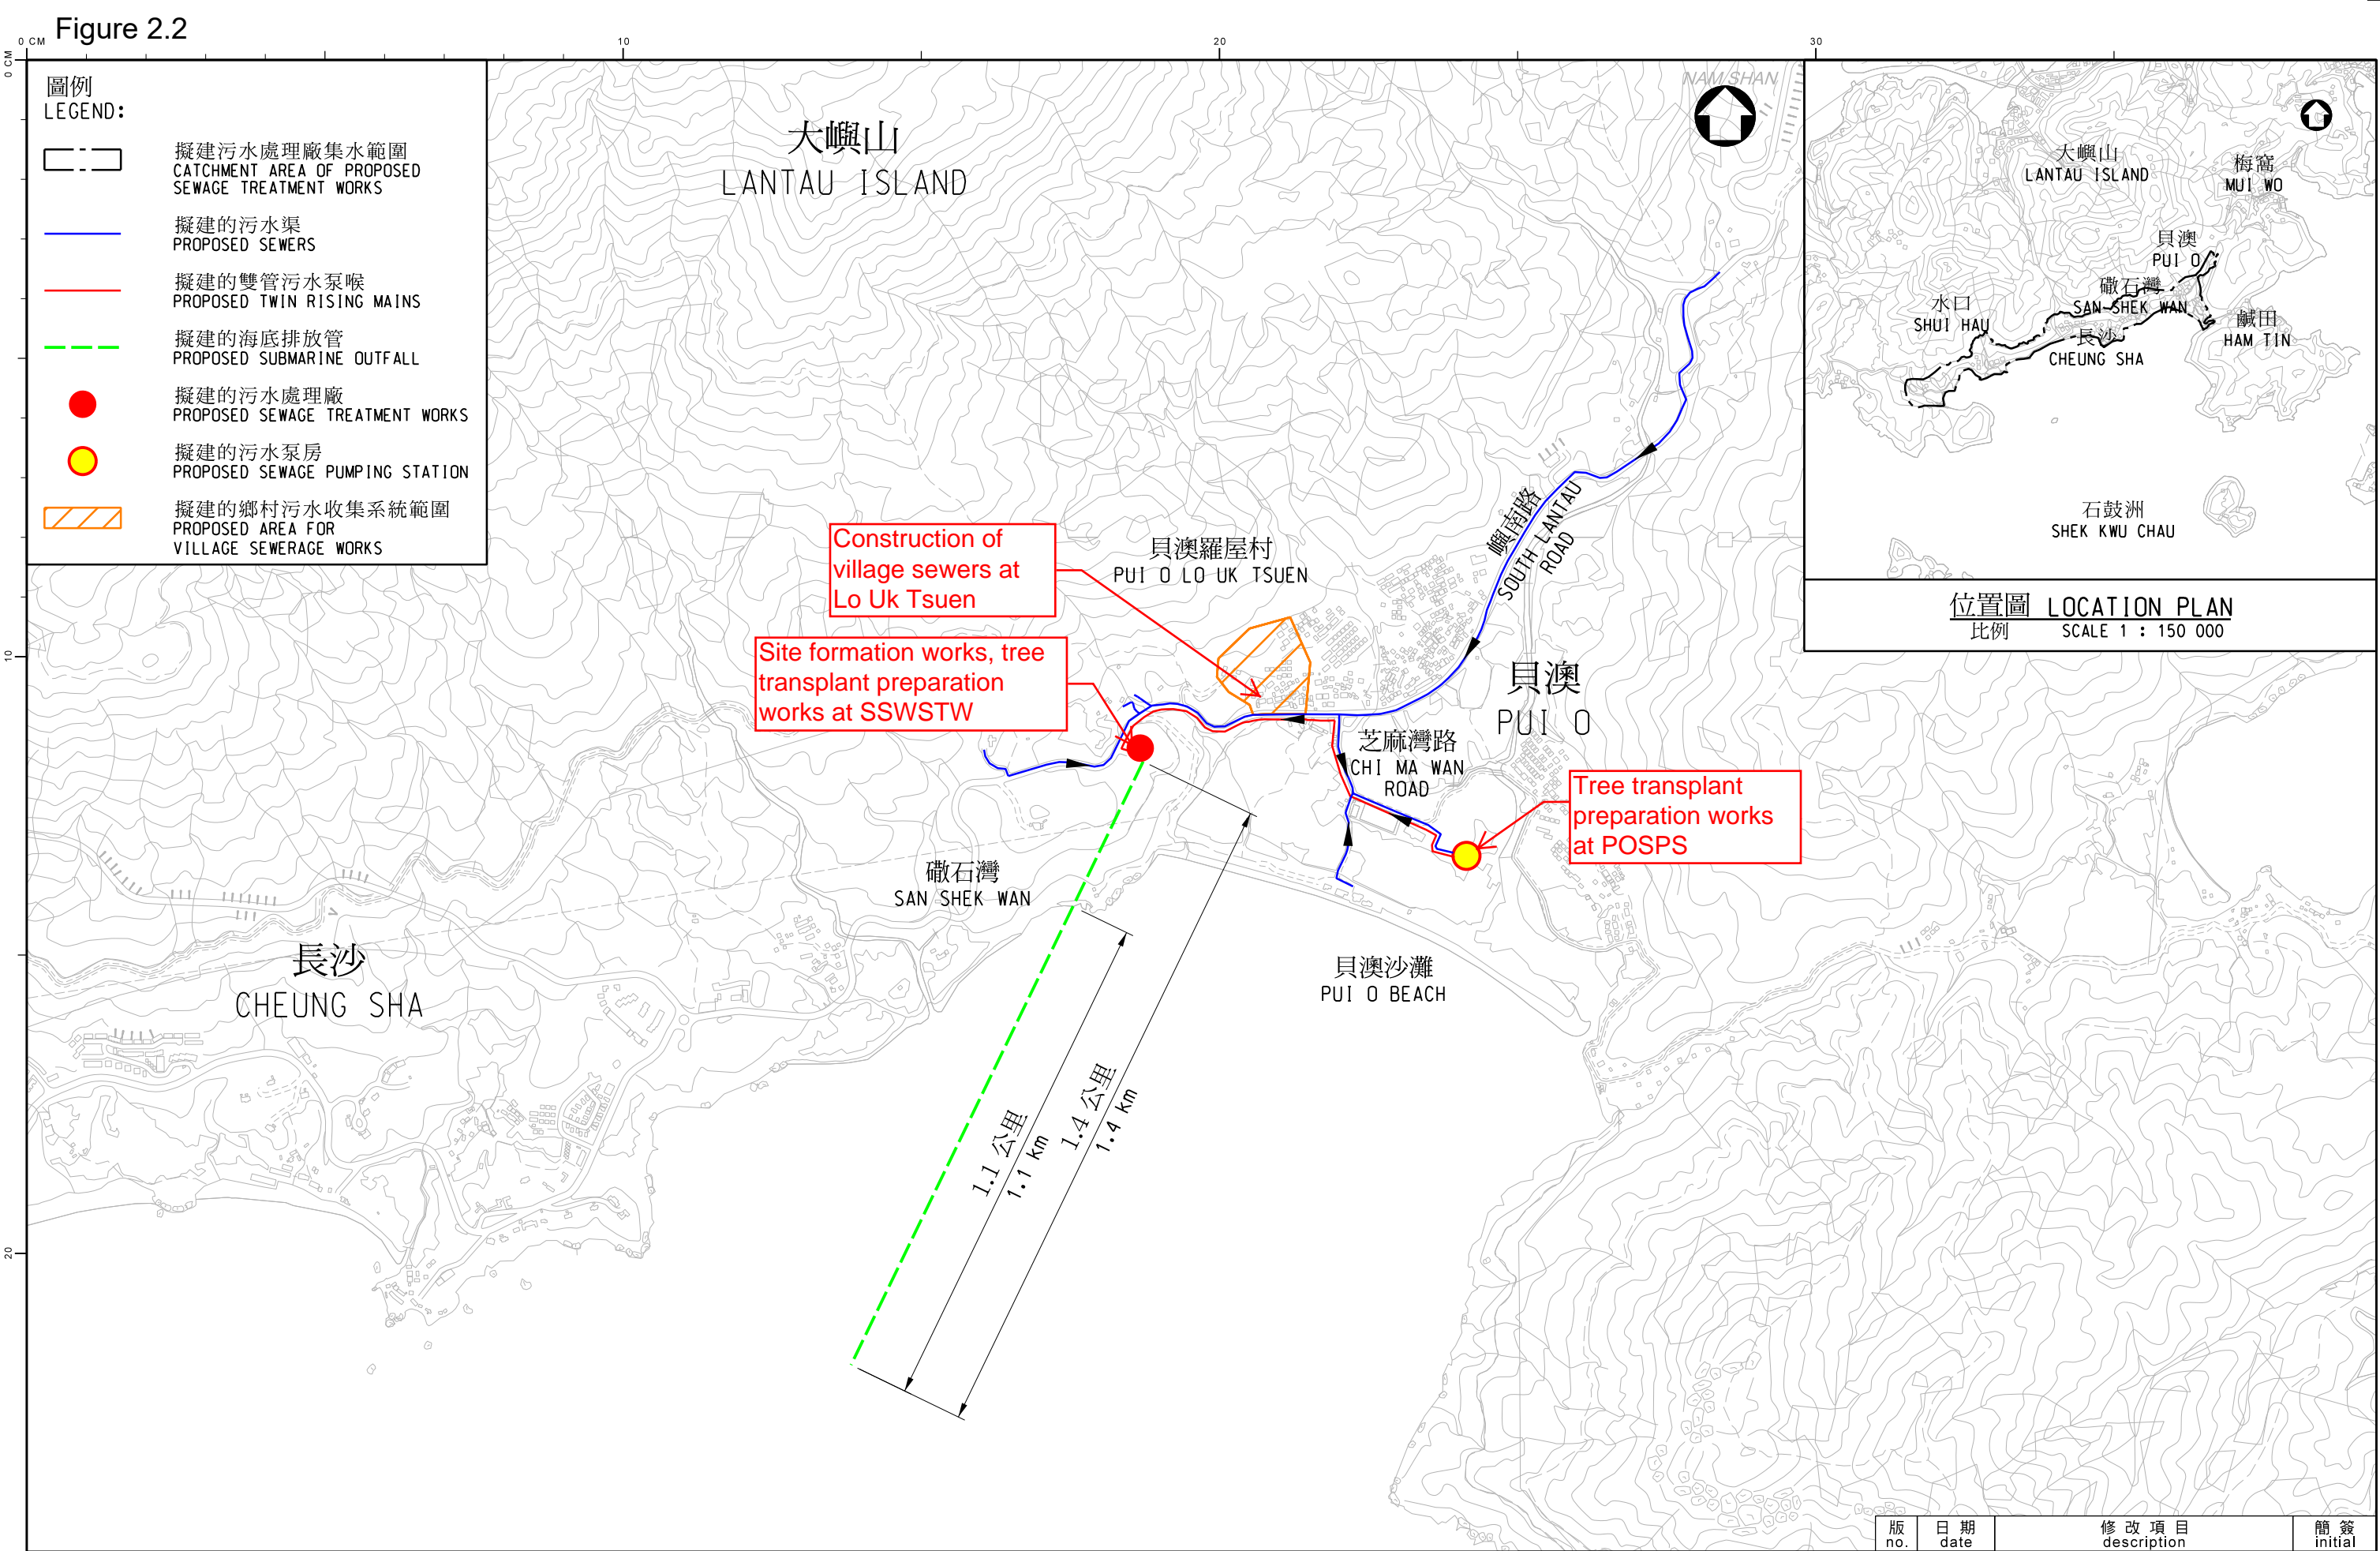 Figure 2.2
0 CM
10
20
30
0 CM
10
20
圖例
LEGEND:
擬建污水處理廠集水範圍
CATCHMENT AREA OF PROPOSED
SEWAGE TREATMENT WORKS
擬建的污水渠
PROPOSED SEWERS
擬建的雙管污水泵喉
PROPOSED TWIN RISING MAINS
擬建的海底排放管
PROPOSED SUBMARINE OUTFALL
擬建的污水處理廠
PROPOSED SEWAGE TREATMENT WORKS
擬建的污水泵房
PROPOSED SEWAGE PUMPING STATION
擬建的鄉村污水收集系統範圍
PROPOSED AREA FOR
VILLAGE SEWERAGE WORKS
大嶼山
LANTAU ISLAND
NAM SHAN
嶼南路
SOUTH LANTAU
ROAD
Construction of
village sewers at
Lo Uk Tsuen
貝澳羅屋村
PUI O LO UK TSUEN
Site formation works, tree
transplant preparation
works at SSWSTW
貝澳
PUI O
芝麻灣路
CHI MA WAN
ROAD
Tree transplant
preparation works
at POSPS
磡石灣
SAN SHEK WAN
長沙
CHEUNG SHA
貝澳沙灘
PUI O BEACH
1.1 公里
1.1 km
1.4 公里
1.4 km
大嶼山
LANTAU ISLAND
梅窩
MUI WO
貝澳
PUI O
磡石灣
SAN SHEK WAN
水口
SHUI HAU
鹹田
HAM TIN
長沙
CHEUNG SHA
石鼓洲
SHEK KWU CHAU
位置圖 LOCATION PLAN
比例 SCALE 1 : 150 000
版 日期 修改項目 簡簽
no. date description initial